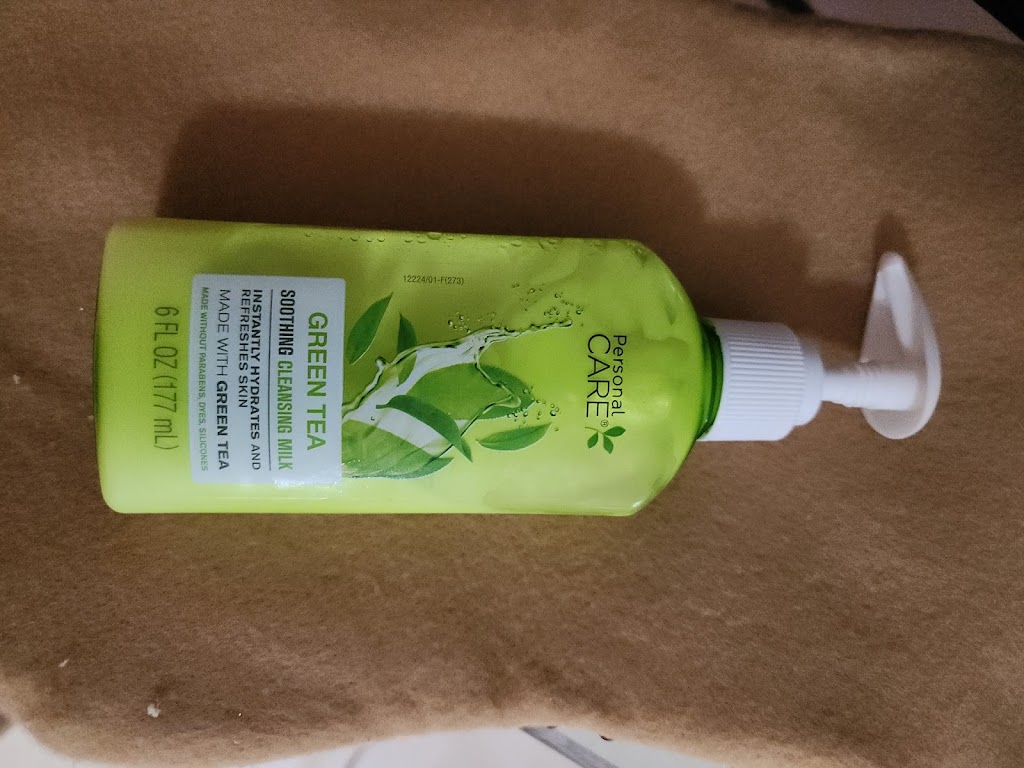 Personal
CARE®
12224/01-F(273)
GREEN TEA
SOOTHING CLEANSING MILK
INSTANTLY HYDRATES AND
REFRESHES SKIN
MADE WITH GREEN TEA
MADE WITHOUT PARABENS, DYES, SILICONES
6 FL OZ (177 mL)